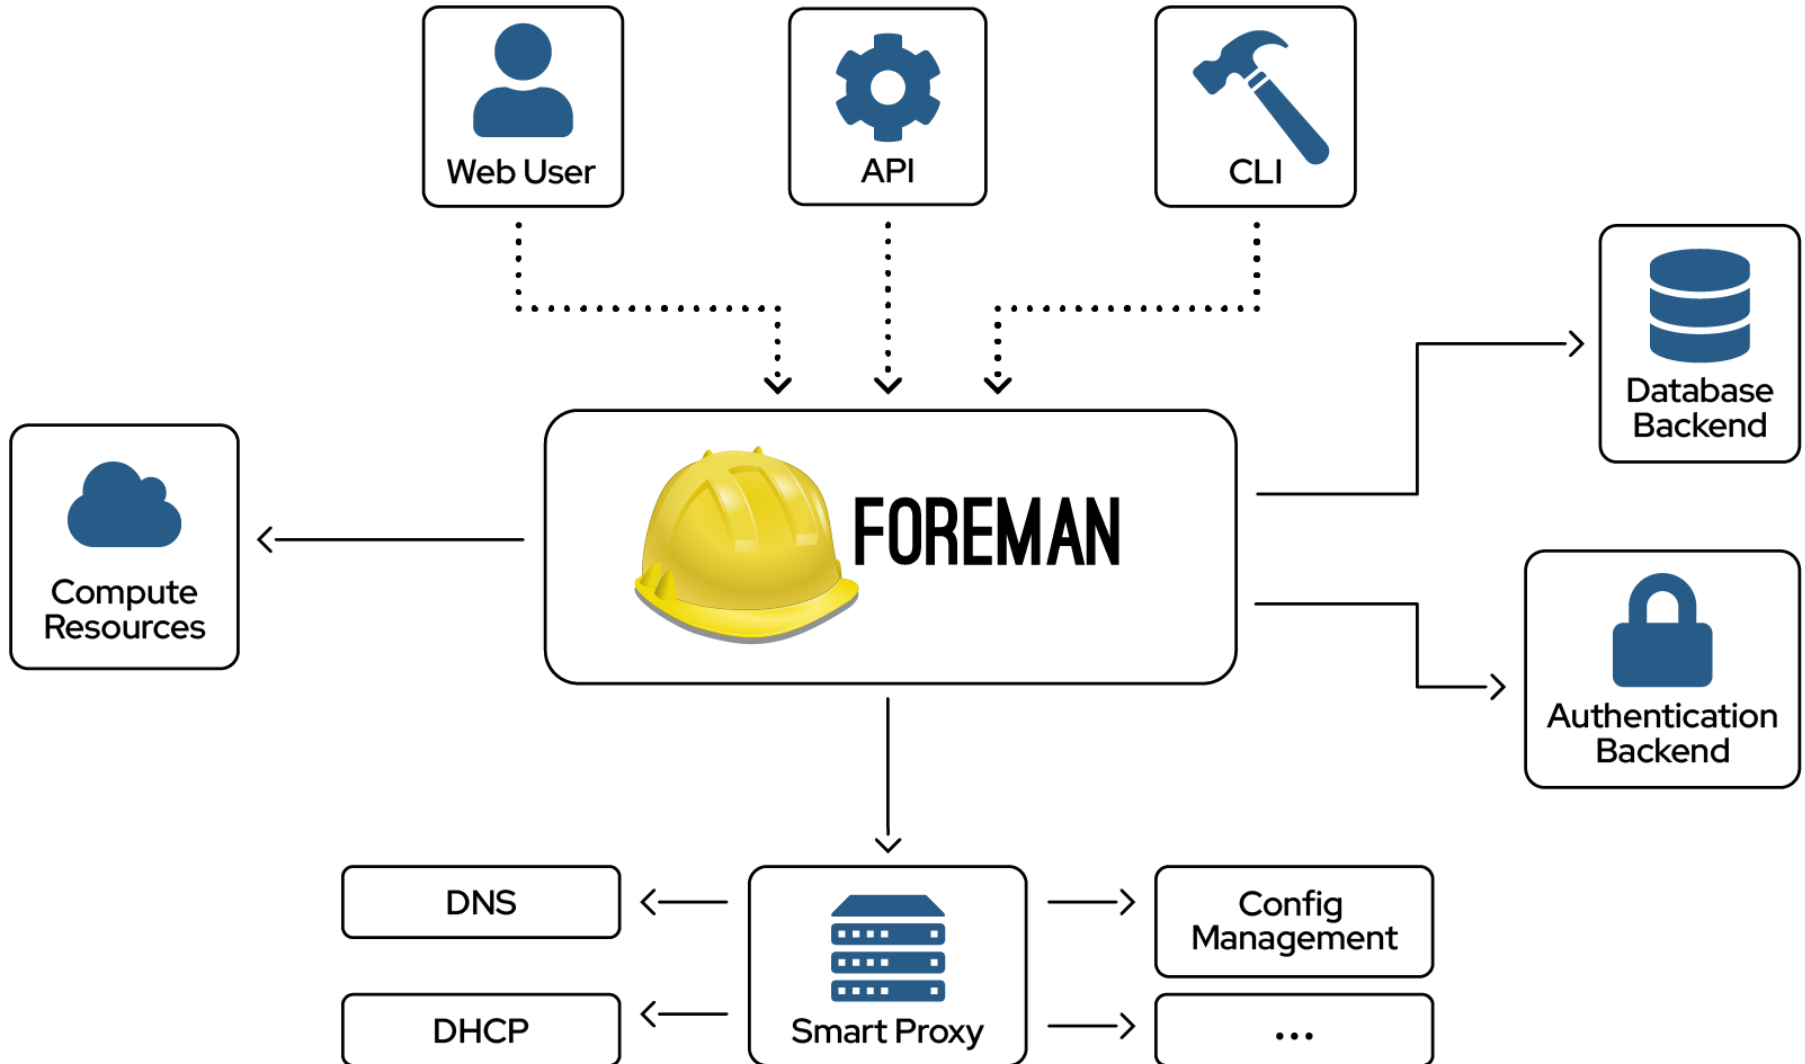 Web User
API
CLI
Database
Backend
FOREMAN
Compute
Resources
Authentication
Backend
DNS
Config
Management
DHCP
Smart Proxy
...